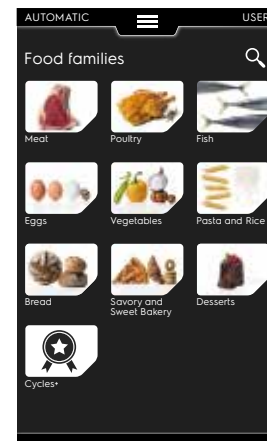 AUTOMATIC USER
Food families
Meat Poultry Fish
Eggs Vegetables Pasta and Rice
Bread Savory and Sweet Bakery Desserts
Cycles+